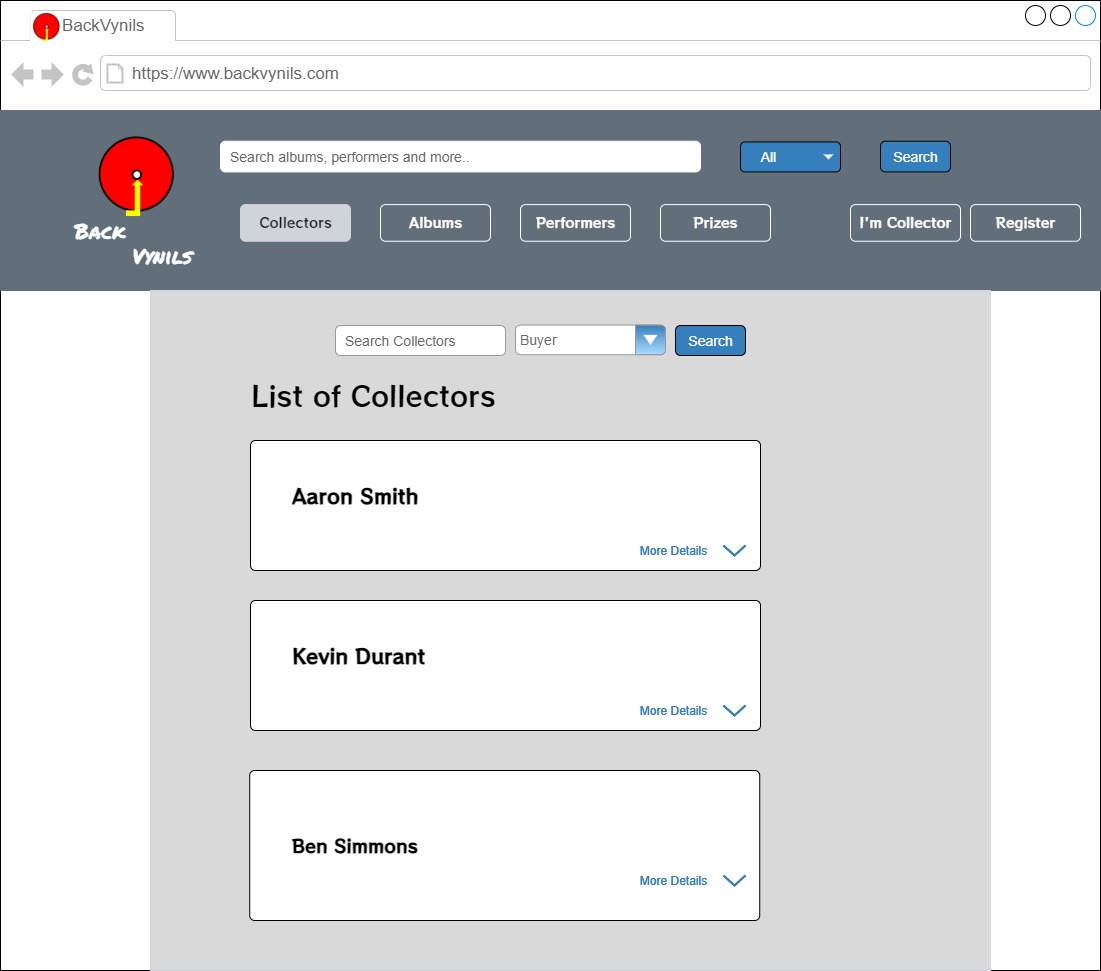 BackVynils
https://www.backvynils.com
Search albums, performers and more..
All
Search
Back
Vynils
Collectors
Albums
Performers
Prizes
I'm Collector
Register
Search Collectors
Buyer
Search
List of Collectors
Aaron Smith
More Details
Kevin Durant
More Details
Ben Simmons
More Details